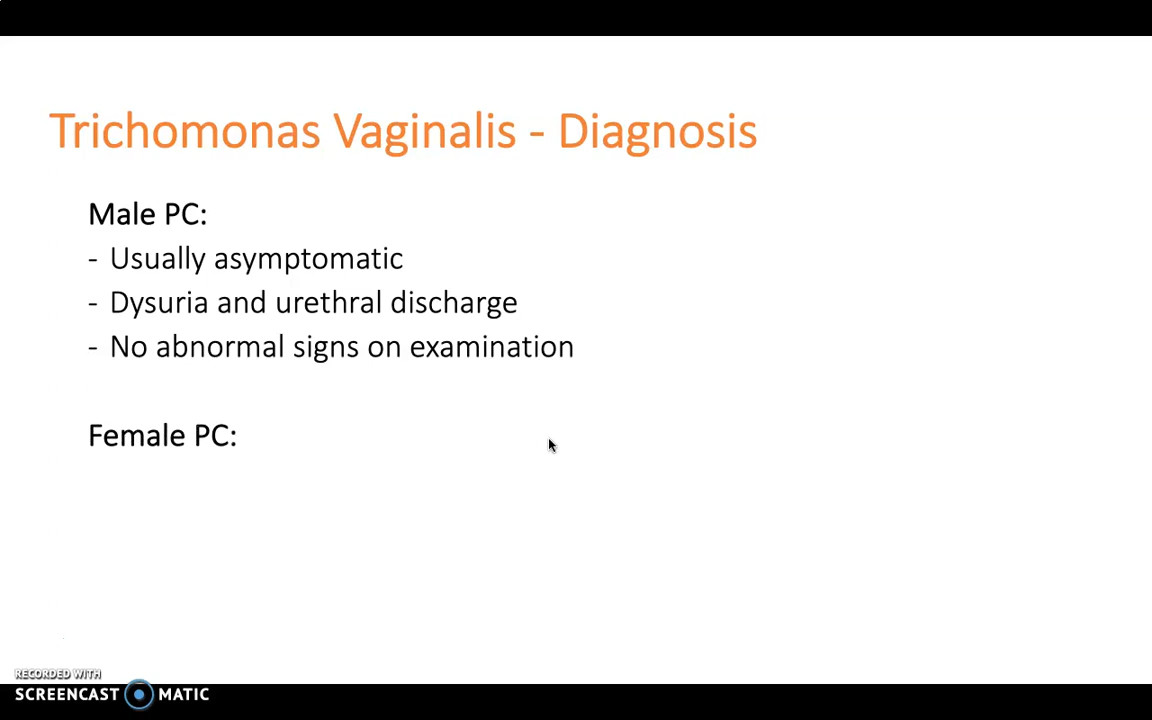 Trichomonas Vaginalis - Diagnosis
Male PC:
- Usually asymptomatic
- Dysuria and urethral discharge
- No abnormal signs on examination
Female PC:
RECORDED WITH
SCREENCAST MATIC